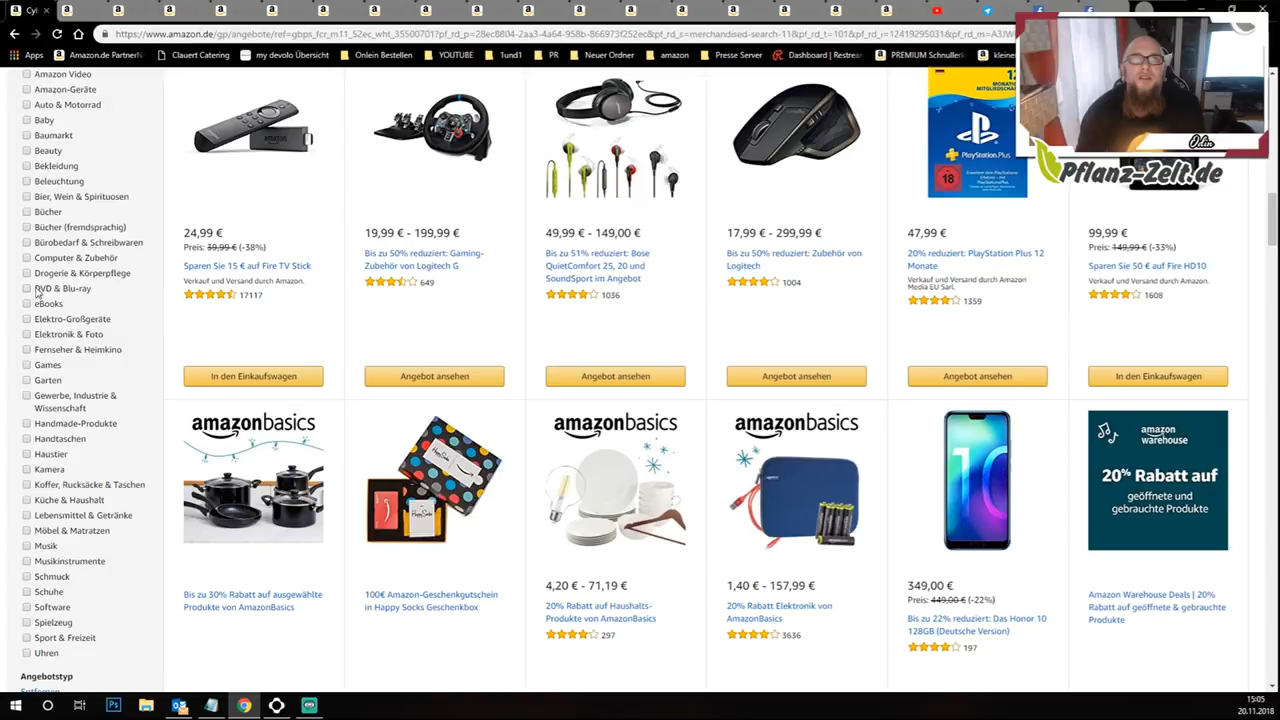 Cyl
https://www.amazon.de/gp/angebote/ref=gbps_fcr_m11_52ec_wht_35500701?pf_rd_p=28ec8804-2aa3-4a64-958b-866973f252ec&pf_rd_s=merchandised-search-11&pf_rd_t=101&pf_rd_i=12419295031&pf_rd_m=A3JW
Apps
Amazon.de PartnerN
Clauert Catering
my devolo Übersicht
Onlein Bestellen
YOUTUBE
1und1
PR
Neuer Ordner
amazon
Presse Server
Dashboard | Restrea
PREMIUM Schnuller
kleine
Odin
Pflanz-Zelt.de
Amazon Video
Amazon-Geräte
Auto & Motorrad
Baby
Baumarkt
Beauty
Bekleidung
Beleuchtung
Bier, Wein & Spirituosen
Bücher
Bücher (fremdsprachig)
Bürobedarf & Schreibwaren
Computer & Zubehör
Drogerie & Körperpflege
DVD & Blu-ray
eBooks
Elektro-Großgeräte
Elektronik & Foto
Fernseher & Heimkino
Games
Garten
Gewerbe, Industrie &
Wissenschaft
Handmade-Produkte
Handtaschen
Haustier
Kamera
Koffer, Rucksäcke & Taschen
Küche & Haushalt
Lebensmittel & Getränke
Möbel & Matratzen
Musik
Musikinstrumente
Schmuck
Schuhe
Software
Spielzeug
Sport & Freizeit
Uhren
Angebotstyp
Entfernen
amazon
24,99 €
Preis: 39,99 € (-38%)
Sparen Sie 15 € auf Fire TV Stick
Verkauf und Versand durch Amazon.
17117
In den Einkaufswagen
19,99 € - 199,99 €
Bis zu 50% reduziert: Gaming-
Zubehör von Logitech G
649
Angebot ansehen
49,99 € - 149,00 €
Bis zu 51% reduziert: Bose
QuietComfort 25, 20 und
SoundSport im Angebot
1036
Angebot ansehen
17,99 € - 299,99 €
Bis zu 50% reduziert: Zubehör von
Logitech
1004
Angebot ansehen
12
MONATE
MITGLIEDSCHA
PlayStation
Plus
18
47,99 €
20% reduziert: PlayStation Plus 12
Monate
Verkauf und Versand durch Amazon
Media EU Sarl.
1359
Angebot ansehen
99,99 €
Preis: 149,99 € (-33%)
Sparen Sie 50 € auf Fire HD10
Verkauf und Versand durch Amazon.
1608
In den Einkaufswagen
amazonbasics
Bis zu 30% Rabatt auf ausgewählte
Produkte von AmazonBasics
100€ Amazon-Geschenkgutschein
in Happy Socks Geschenkbox
amazonbasics
4,20 € - 71,19 €
20% Rabatt auf Haushalts-
Produkte von AmazonBasics
297
amazonbasics
1,40 € - 157,99 €
20% Rabatt Elektronik von
AmazonBasics
3636
10
349,00 €
Preis: 449,00 € (-22%)
Bis zu 22% reduziert: Das Honor 10
128GB (Deutsche Version)
197
amazon
warehouse
20% Rabatt auf
geöffnete und
gebrauchte
Produkte
Amazon Warehouse Deals | 20%
Rabatt auf geöffnete & gebrauchte
Produkte
Ps
15:05
20.11.2018